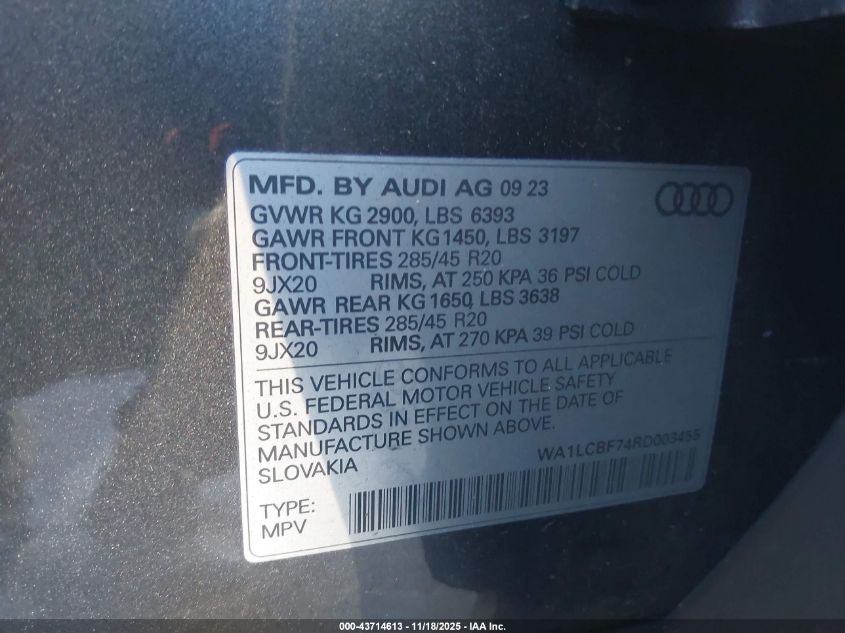 MFD. BY AUDI AG 09 23
GVWR KG 2900, LBS 6393
GAWR FRONT KG1450, LBS 3197
FRONT-TIRES 285/45 R20
9JX20 RIMS, AT 250 KPA 36 PSI COLD
GAWR REAR KG1650, LBS 3638
REAR-TIRES 285/45 R20
9JX20 RIMS, AT 270 KPA 39 PSI COLD
THIS VEHICLE CONFORMS TO ALL APPLICABLE
U.S. FEDERAL MOTOR VEHICLE SAFETY
STANDARDS IN EFFECT ON THE DATE OF
MANUFACTURE SHOWN ABOVE.
SLOVAKIA
WA1LCBF74RD003455
TYPE:
MPV
000-43714613 - 11/18/2025 - IAA Inc.